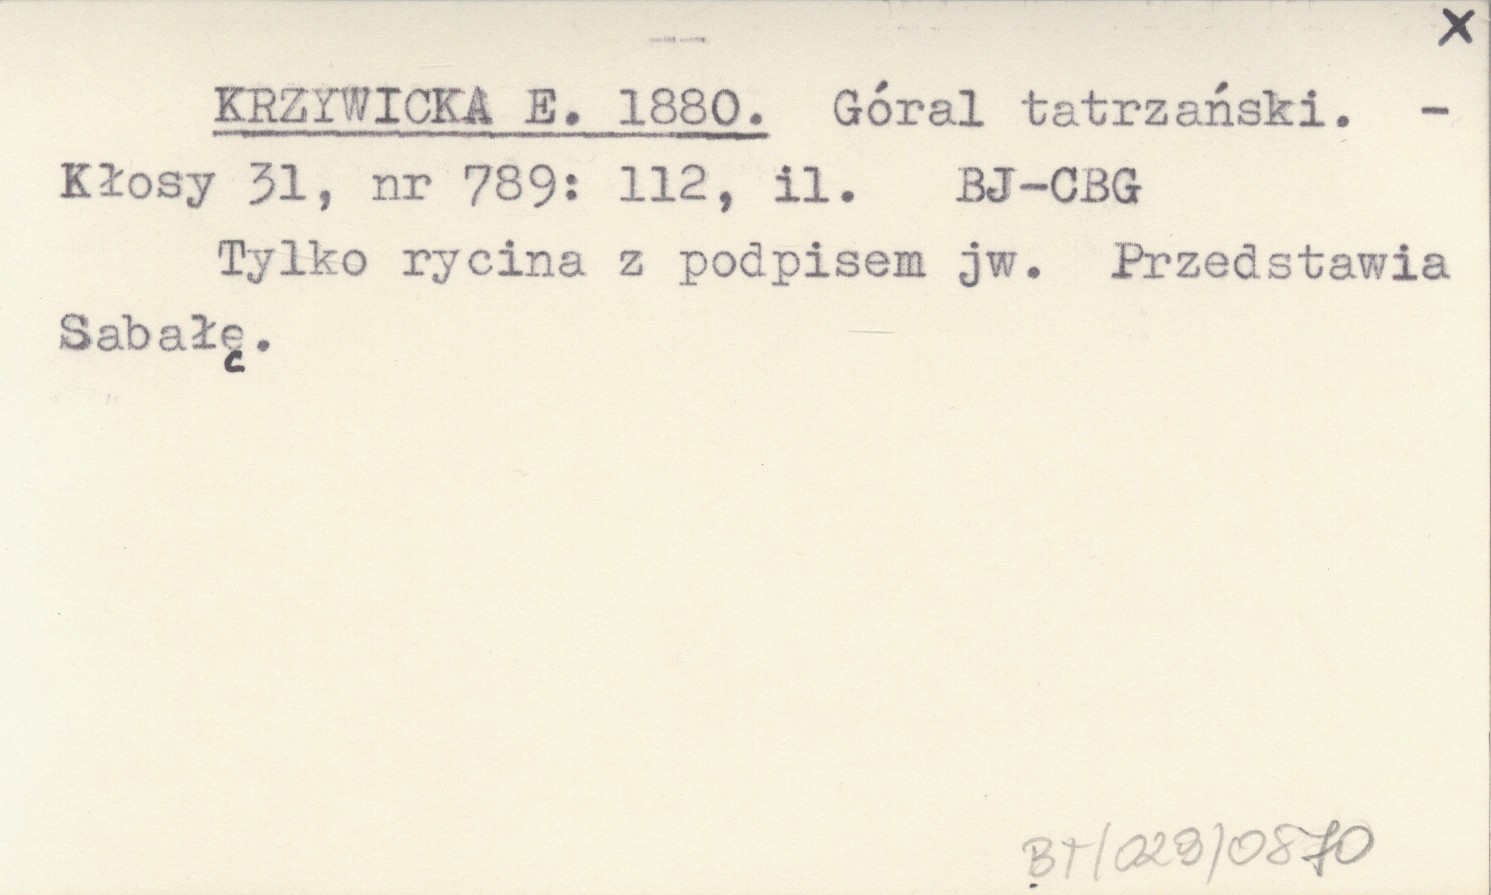 x
KRZYWICKA E. 1880. Góral tatrzański. -
Kłosy 31, nr 789: 112, il. BJ-CBG
Tylko rycina z podpisem jw. Przedstawia
Sabałę.
BT/028/0870